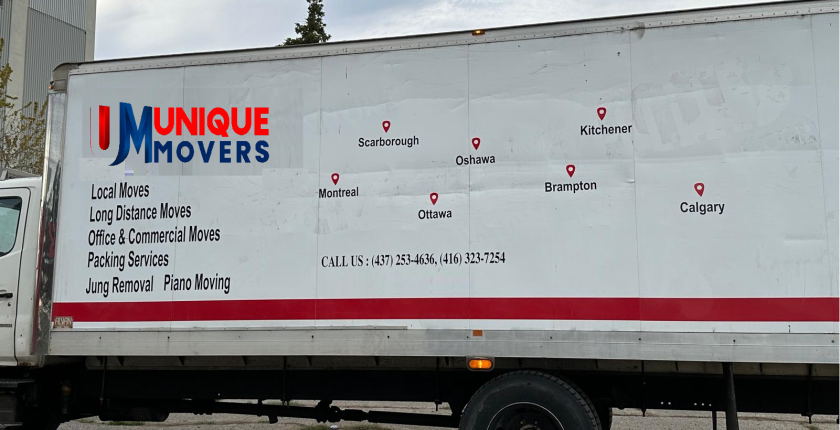 UM UNIQUE
MOVERS
Local Moves
Long Distance Moves
Office & Commercial Moves
Packing Services
Jung Removal Piano Moving
Scarborough
Oshawa
Kitchener
Montreal
Ottawa
Brampton
Calgary
CALL US : (437) 253-4636, (416) 323-7254